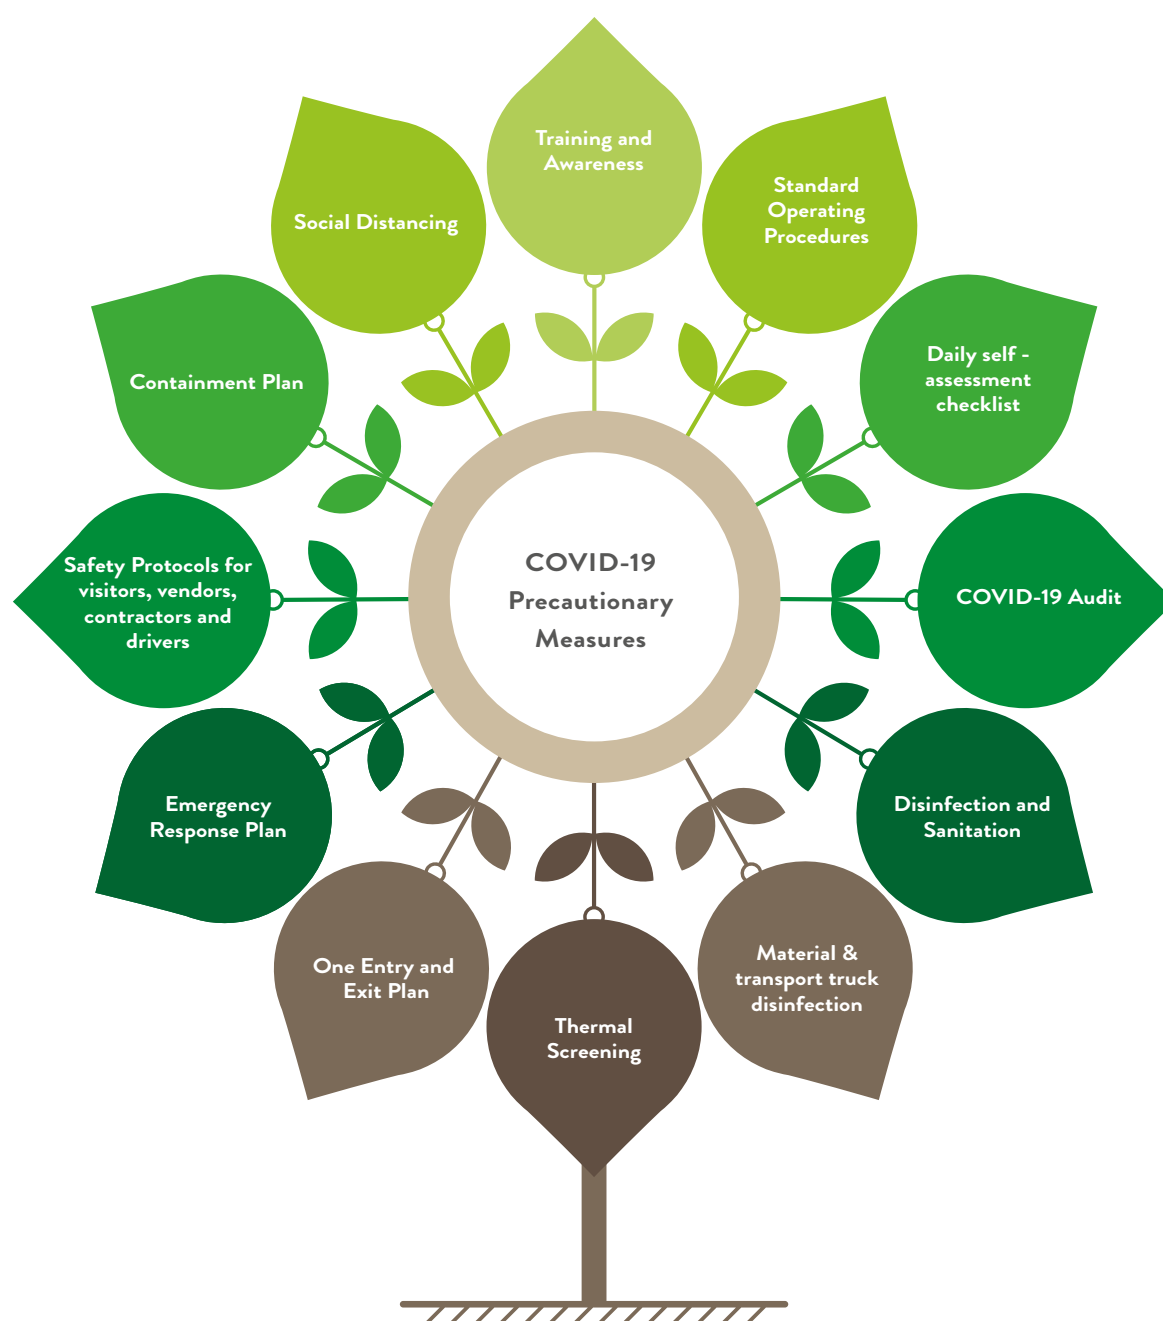 Training and
Awareness
Standard
Operating
Procedures
Daily self -
assessment
checklist
COVID-19 Audit
Disinfection and
Sanitation
Material &
transport truck
disinfection
Thermal
Screening
One Entry and
Exit Plan
Emergency
Response Plan
Safety Protocols for
visitors, vendors,
contractors and
drivers
Containment Plan
Social Distancing
COVID-19
Precautionary
Measures